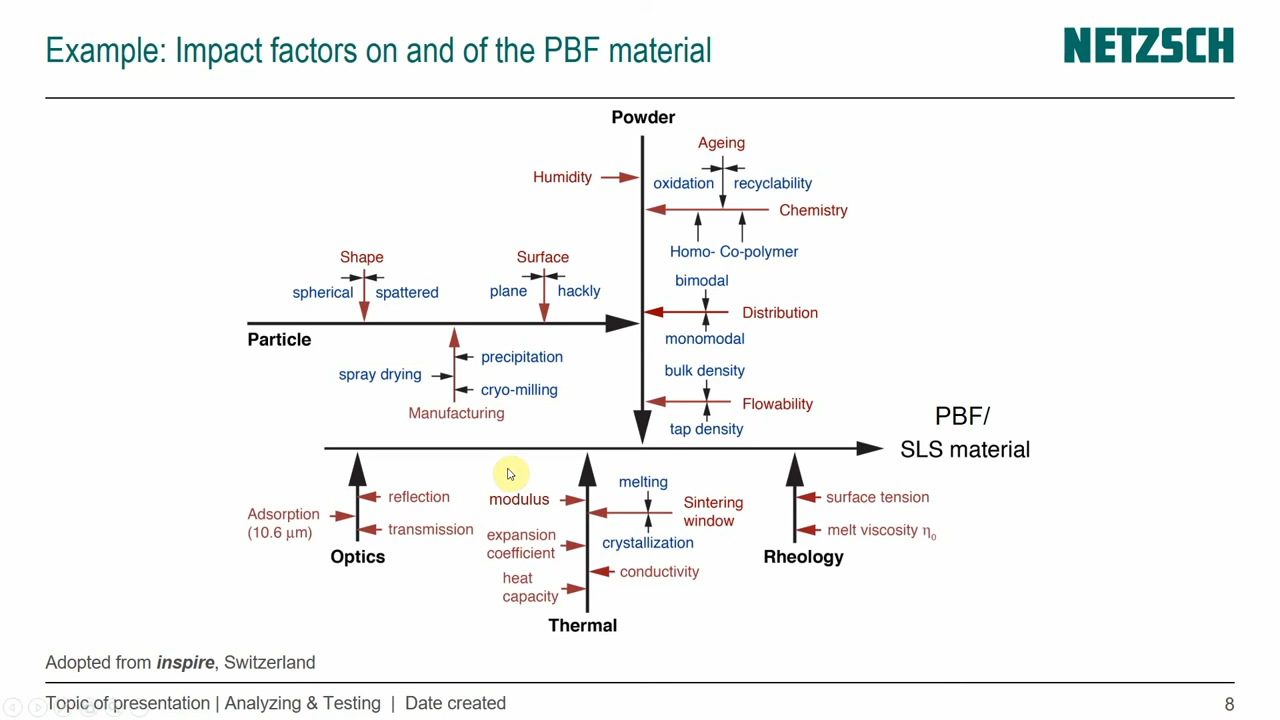 Example: Impact factors on and of the PBF material
NETZSCH
Powder
Ageing
Humidity
oxidation
recyclability
Chemistry
Homo- Co-polymer
Shape
Surface
spherical
spattered
plane
hackly
bimodal
Distribution
monomodal
Particle
precipitation
spray drying
cryo-milling
Manufacturing
bulk density
Flowability
tap density
PBF/
SLS material
reflection
Adsorption
(10.6 µm)
transmission
Optics
modulus
melting
Sintering
window
expansion
coefficient
crystallization
conductivity
heat
capacity
Thermal
surface tension
melt viscosity η₀
Rheology
Adopted from inspire, Switzerland
Topic of presentation | Analyzing & Testing | Date created
8